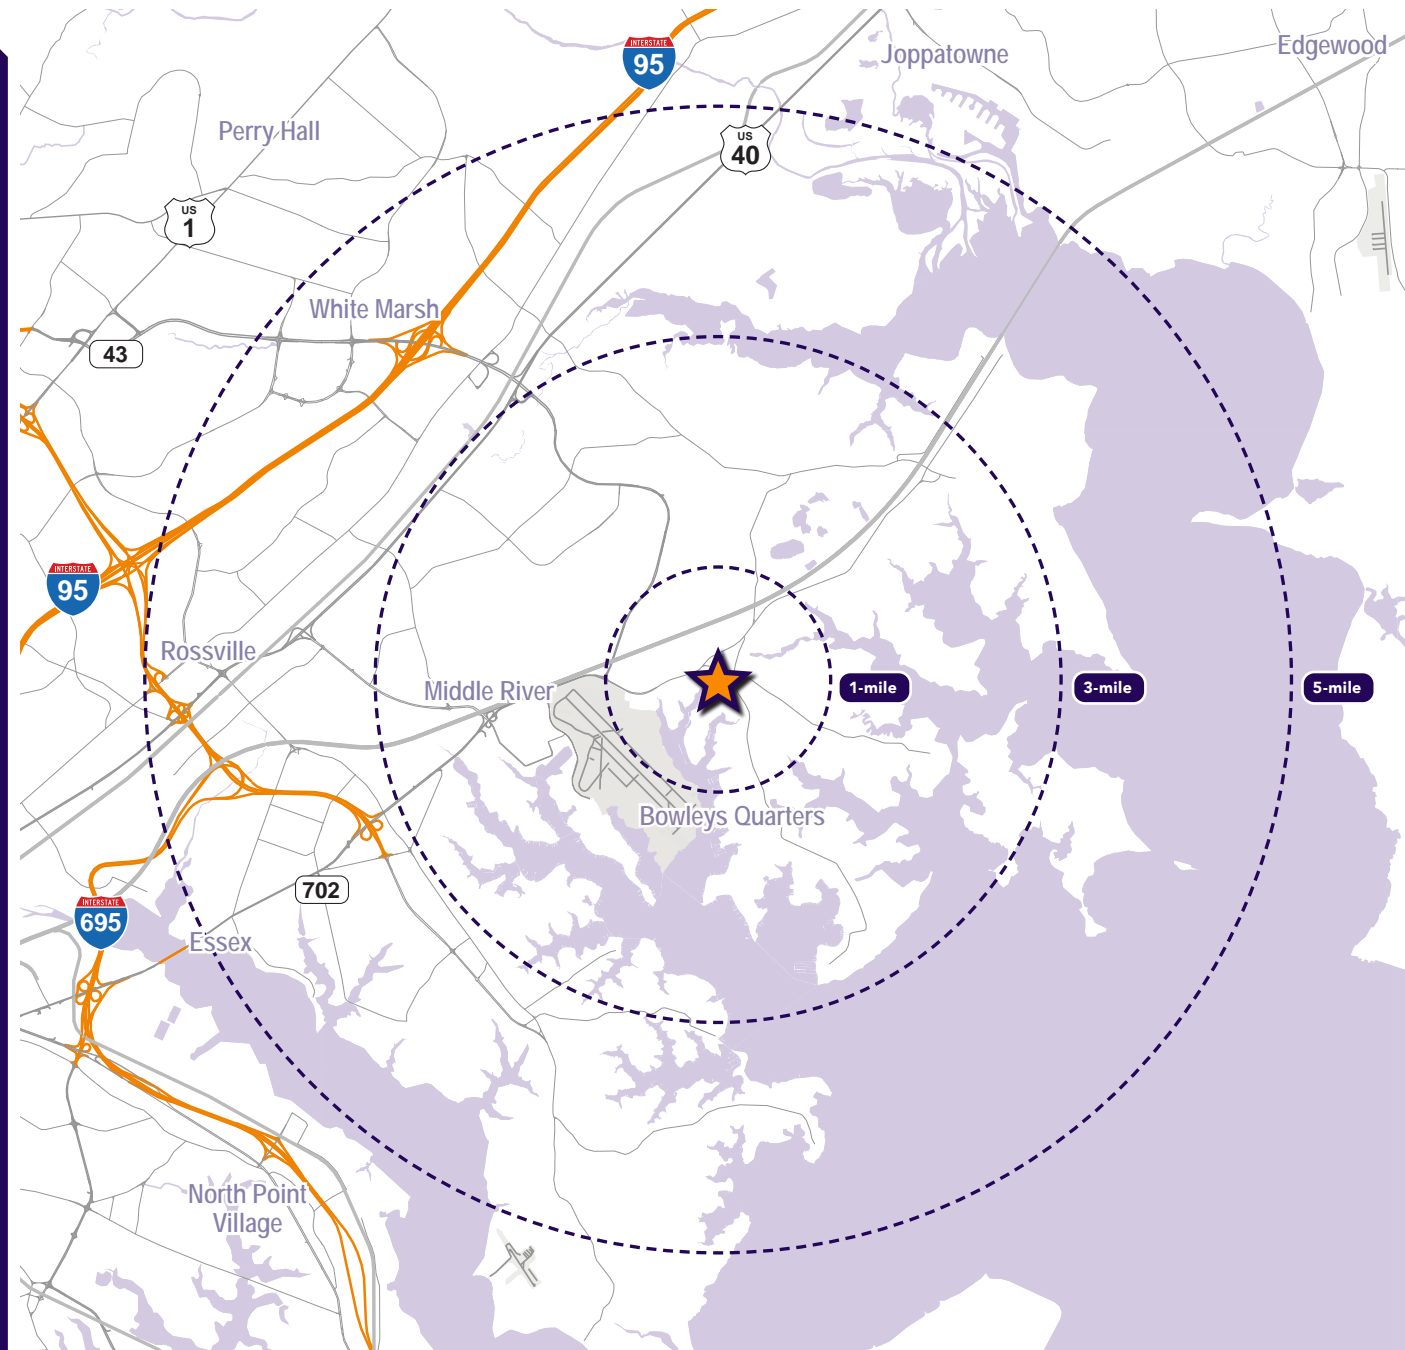 Joppatowne
Edgewood
INTERSTATE
95
Perry Hall
US
40
US
1
White Marsh
43
INTERSTATE
95
Rossville
Middle River
1-mile
3-mile
5-mile
Bowleys Quarters
702
INTERSTATE
695
Essex
North Point
Village